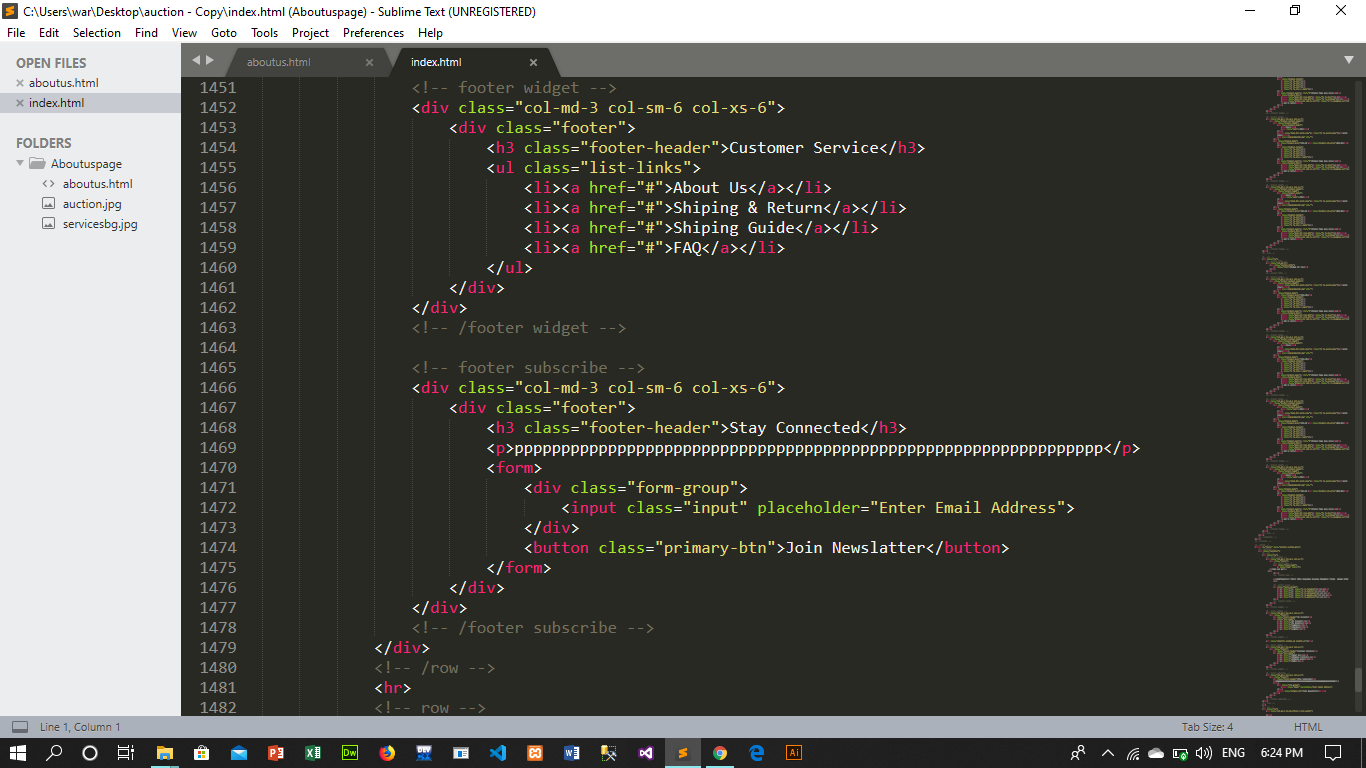 C:\Users\war\Desktop\auction - Copy\index.html (Aboutuspage) - Sublime Text (UNREGISTERED)
File Edit Selection Find View Goto Tools Project Preferences Help
OPEN FILES
aboutus.html
index.html
FOLDERS
Aboutuspage
aboutus.html
auction.jpg
servicesbg.jpg
aboutus.html index.html
1451 <!-- footer widget -->
1452 <div class="col-md-3 col-sm-6 col-xs-6">
1453 <div class="footer">
1454 <h3 class="footer-header">Customer Service</h3>
1455 <ul class="list-links">
1456 <li><a href="#">About Us</a></li>
1457 <li><a href="#">Shiping & Return</a></li>
1458 <li><a href="#">Shiping Guide</a></li>
1459 <li><a href="#">FAQ</a></li>
1460 </ul>
1461 </div>
1462 </div>
1463 <!-- /footer widget -->
1464
1465 <!-- footer subscribe -->
1466 <div class="col-md-3 col-sm-6 col-xs-6">
1467 <div class="footer">
1468 <h3 class="footer-header">Stay Connected</h3>
1469 <p>ppppppppppppppppppppppppppppppppppppppppppppppppppppppppppppppp</p>
1470 <form>
1471 <div class="form-group">
1472 <input class="input" placeholder="Enter Email Address">
1473 </div>
1474 <button class="primary-btn">Join Newslatter</button>
1475 </form>
1476 </div>
1477 </div>
1478 <!-- /footer subscribe -->
1479 </div>
1480 <!-- /row -->
1481 <hr>
1482 <!-- row -->
Line 1, Column 1 Tab Size: 4 HTML
ENG 6:24 PM